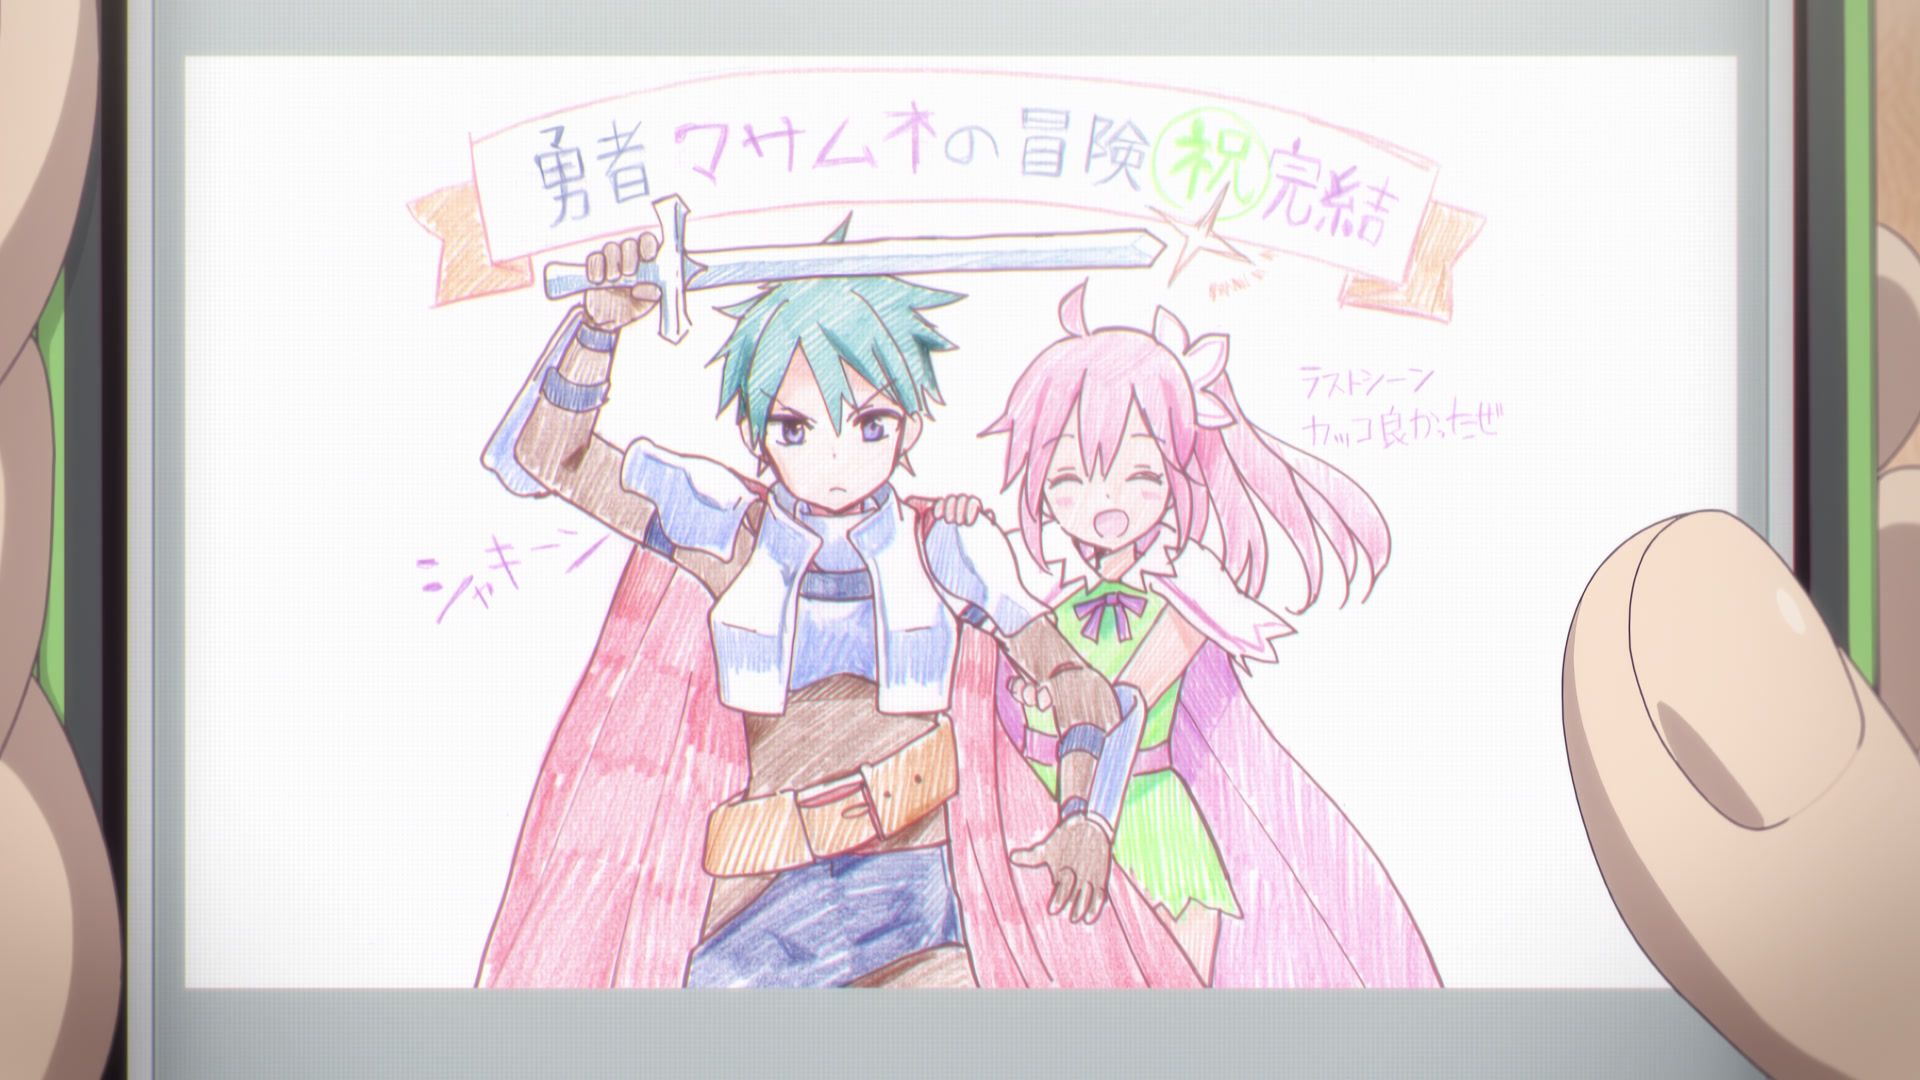 勇者マサムネの冒険㊗完結
ラストシーン
カッコ良かったぜ
シャキーン